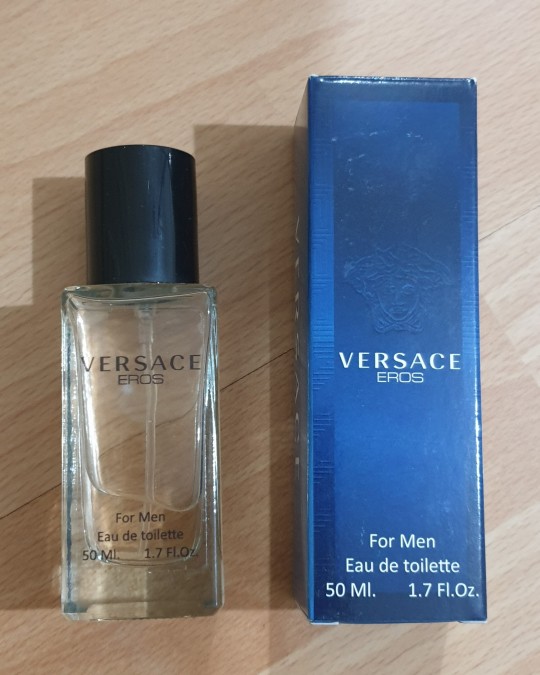 VERSACE
EROS
For Men
Eau de toilette
50 Ml. 1.7 Fl.Oz.
VERSACE
EROS
For Men
Eau de toilette
50 Ml. 1.7 Fl.Oz.